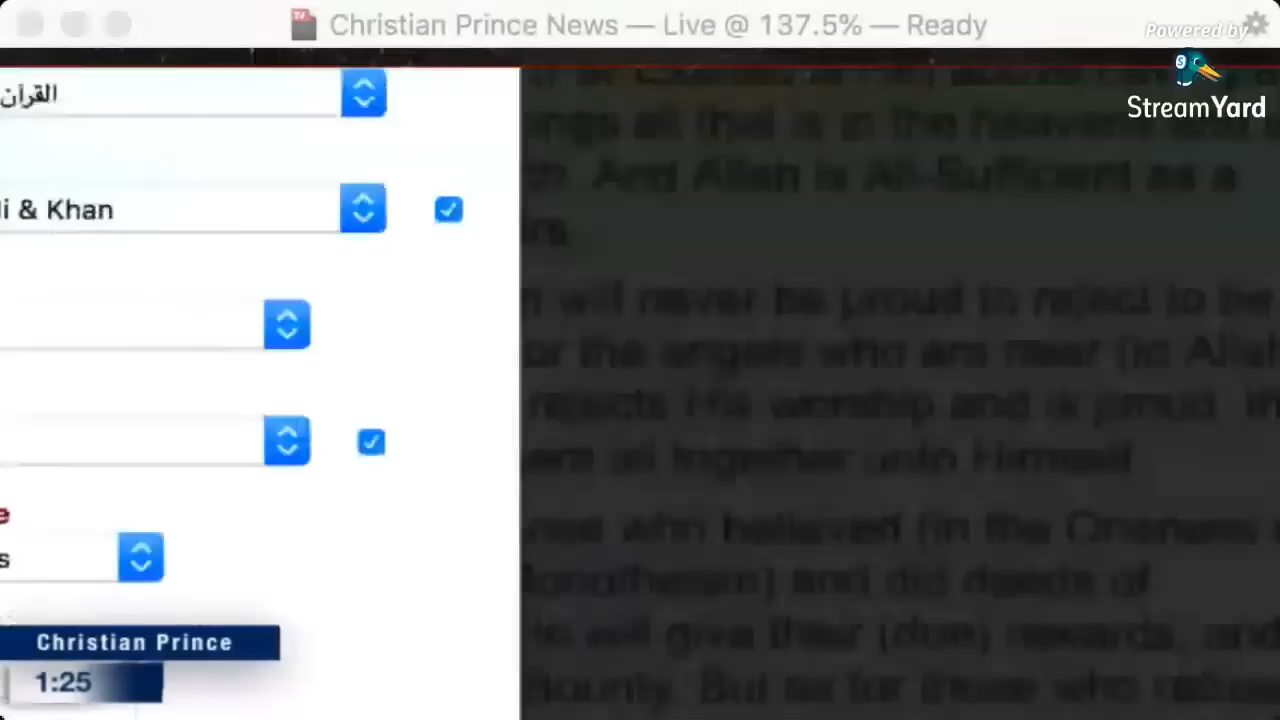 Christian Prince News — Live @ 137.5% — Ready
Powered by
StreamYard
القرآن
li & Khan
e
s
Christian Prince
1:25
ings all that is in the heavens and
th. And Allah is All-Sufficient as a
rs.
will never be proud to reject to be
or the angels who are near (to Allah
rejects His worship and is proud, th
em all together unto Himself
ose who believed (in the Oneness
Monotheism) and did deeds of
will give their (due) rewards, and
Bounty. But as for those who refuse